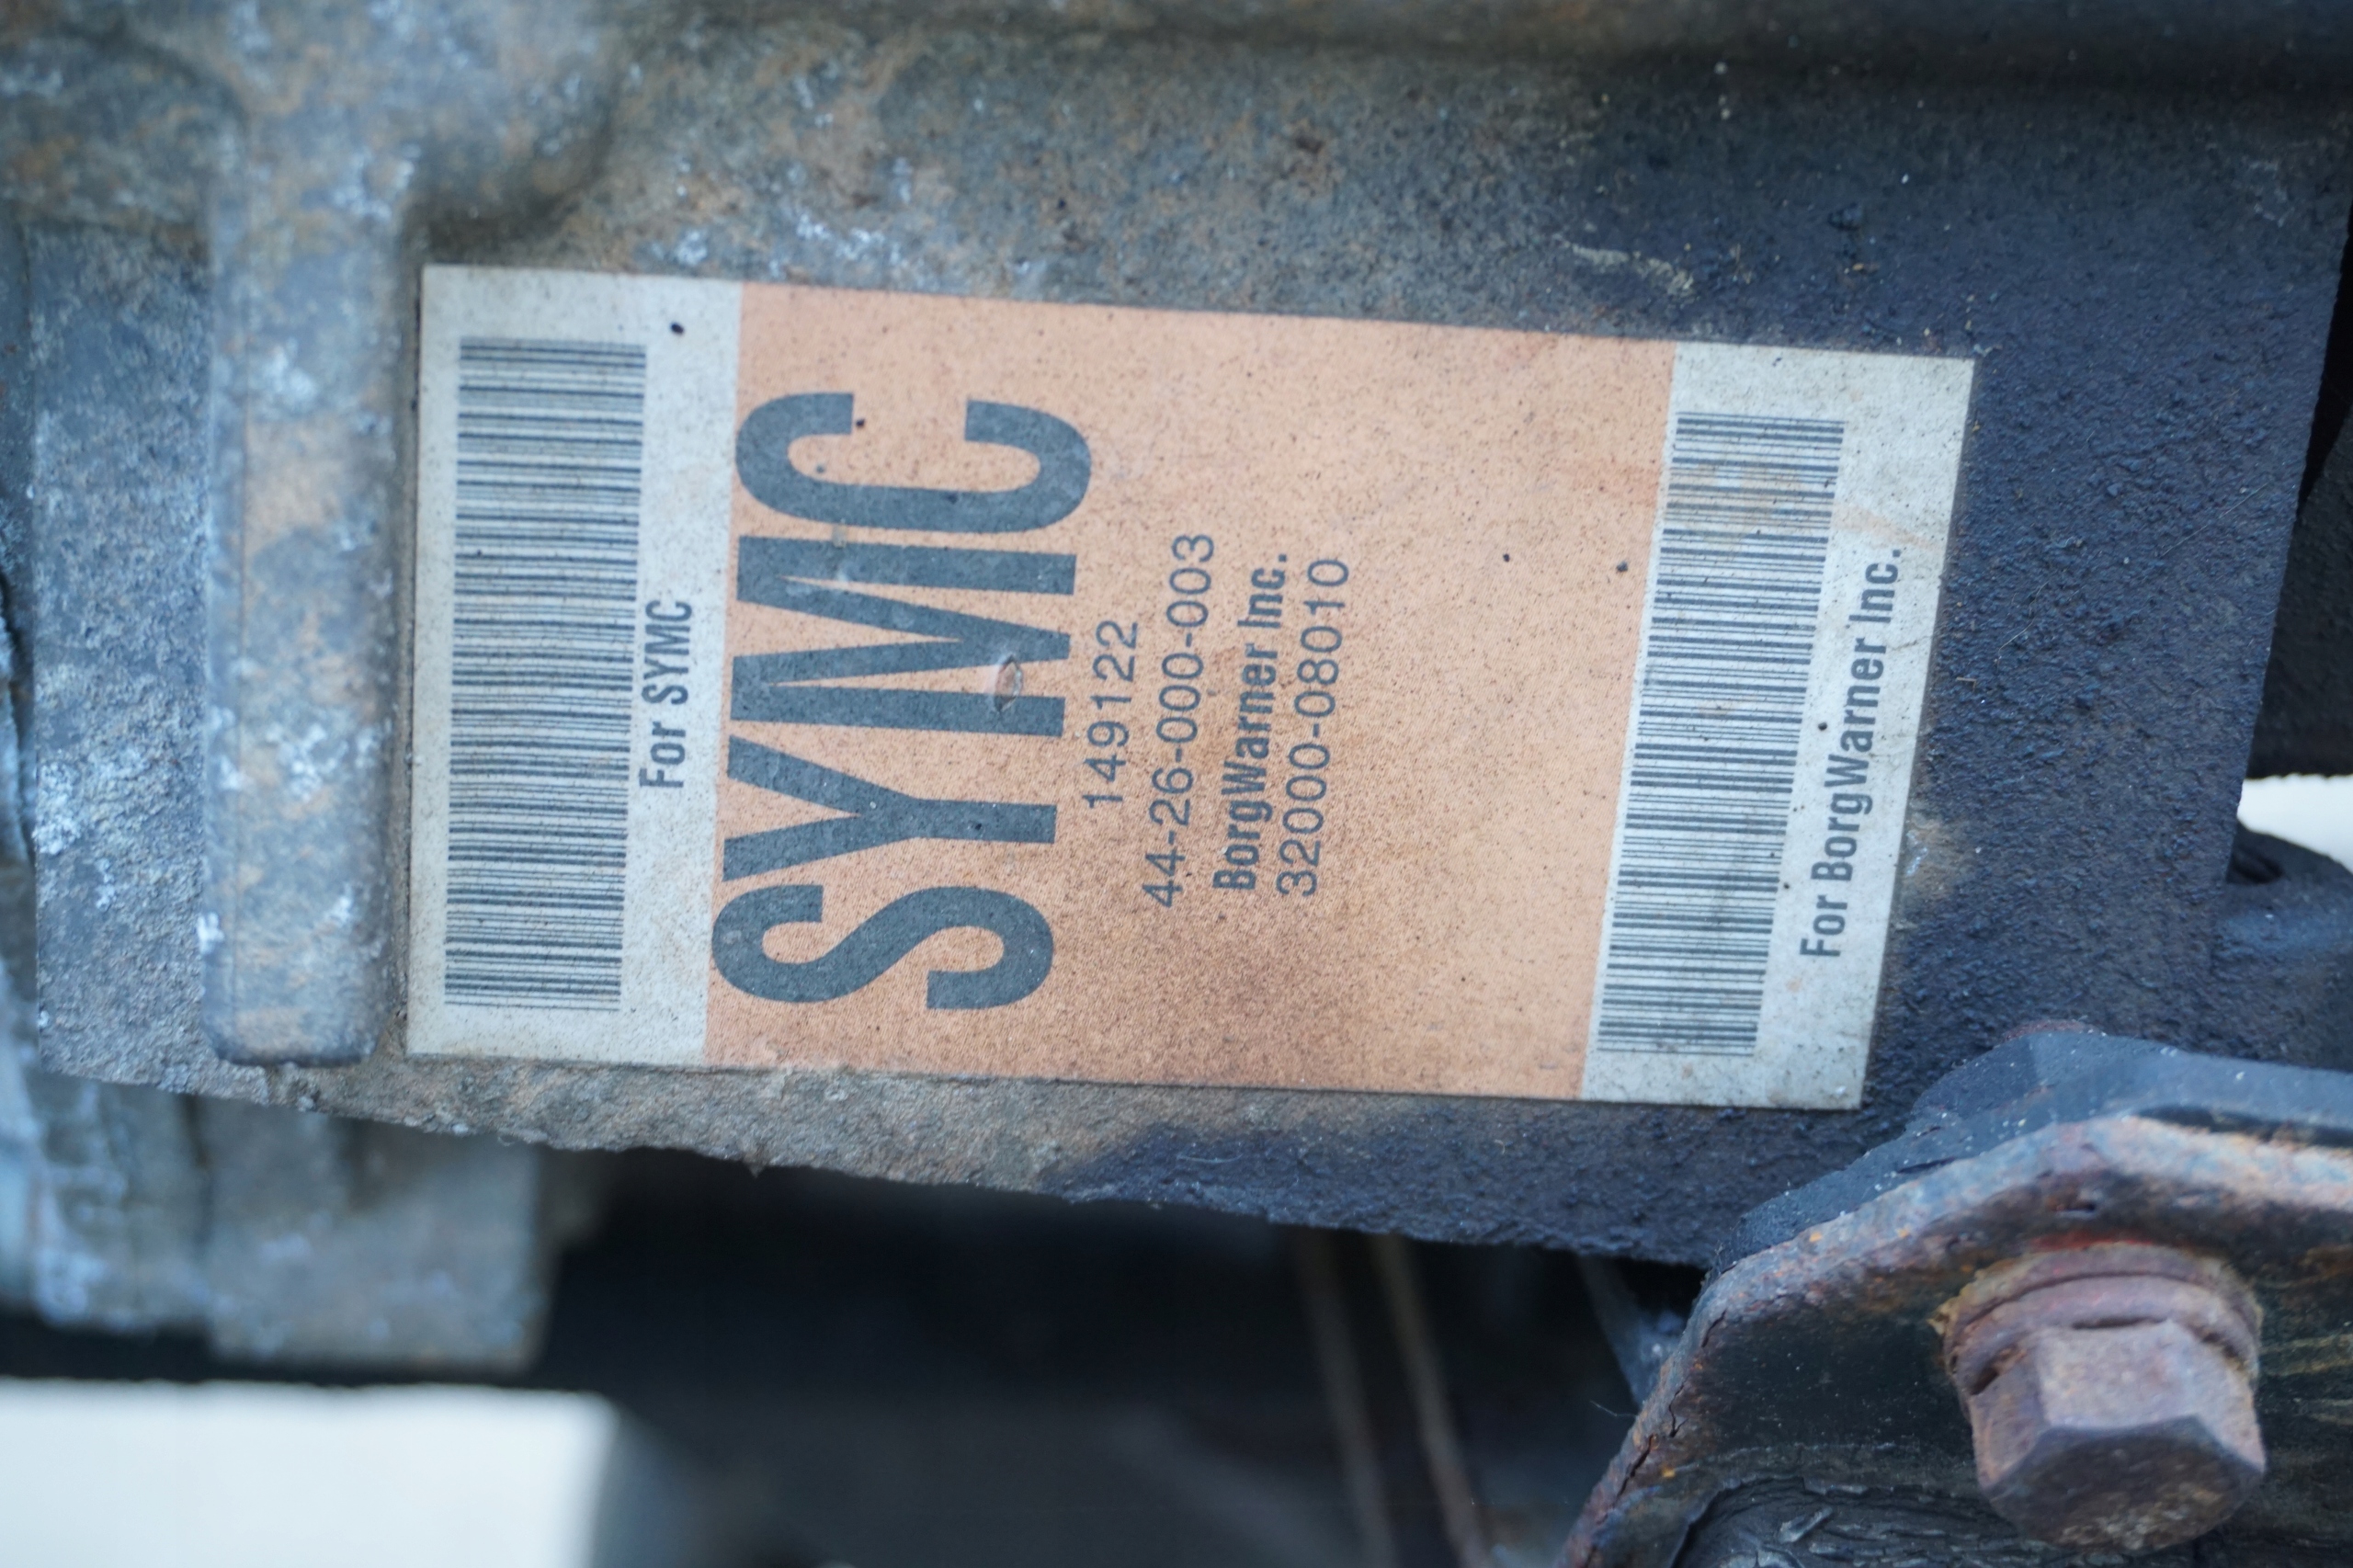 For SYMC
SYMC
149122
44-26-000-003
BorgWarner Inc.
32000-08010
For BorgWarner Inc.